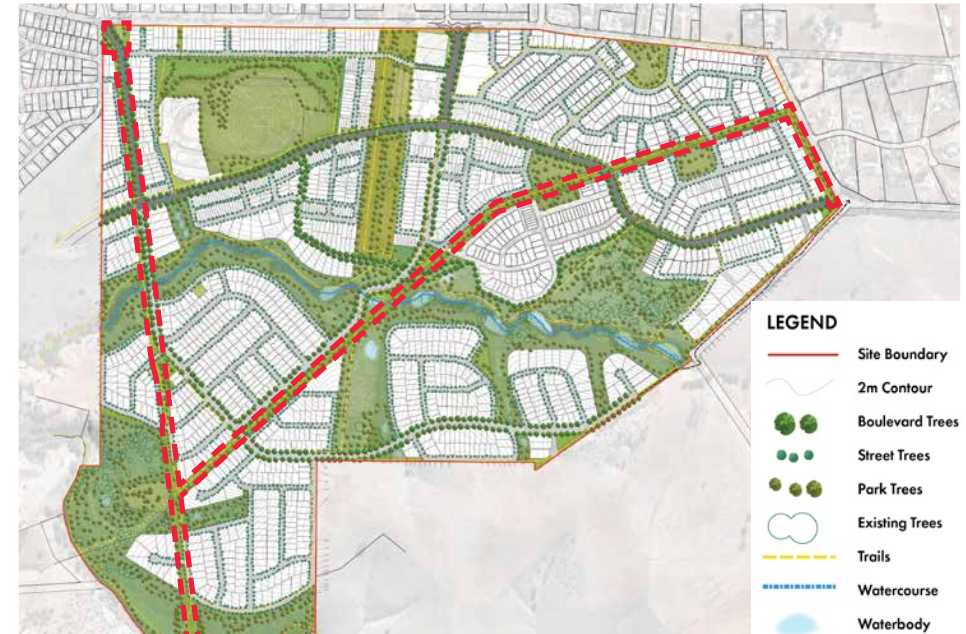 LEGEND
Site Boundary
2m Contour
Boulevard Trees
Street Trees
Park Trees
Existing Trees
Trails
Watercourse
Waterbody